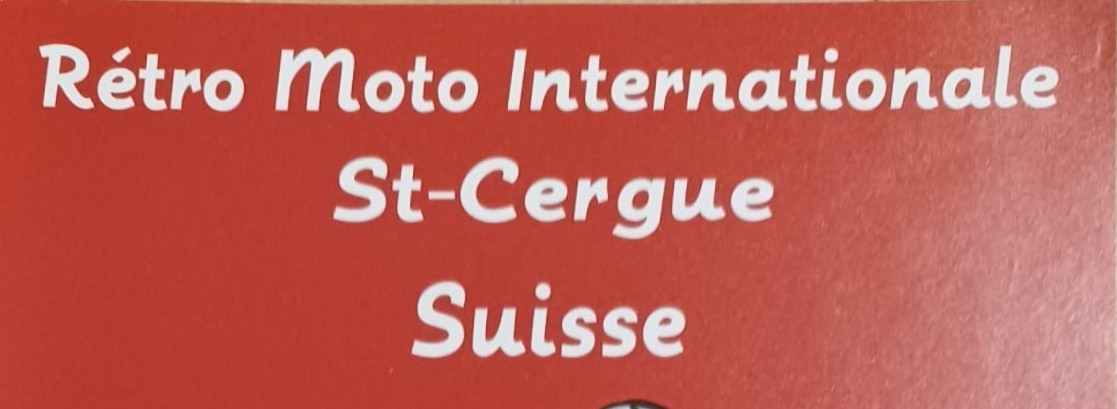 Rétro Moto Internationale
St-Cergue
Suisse